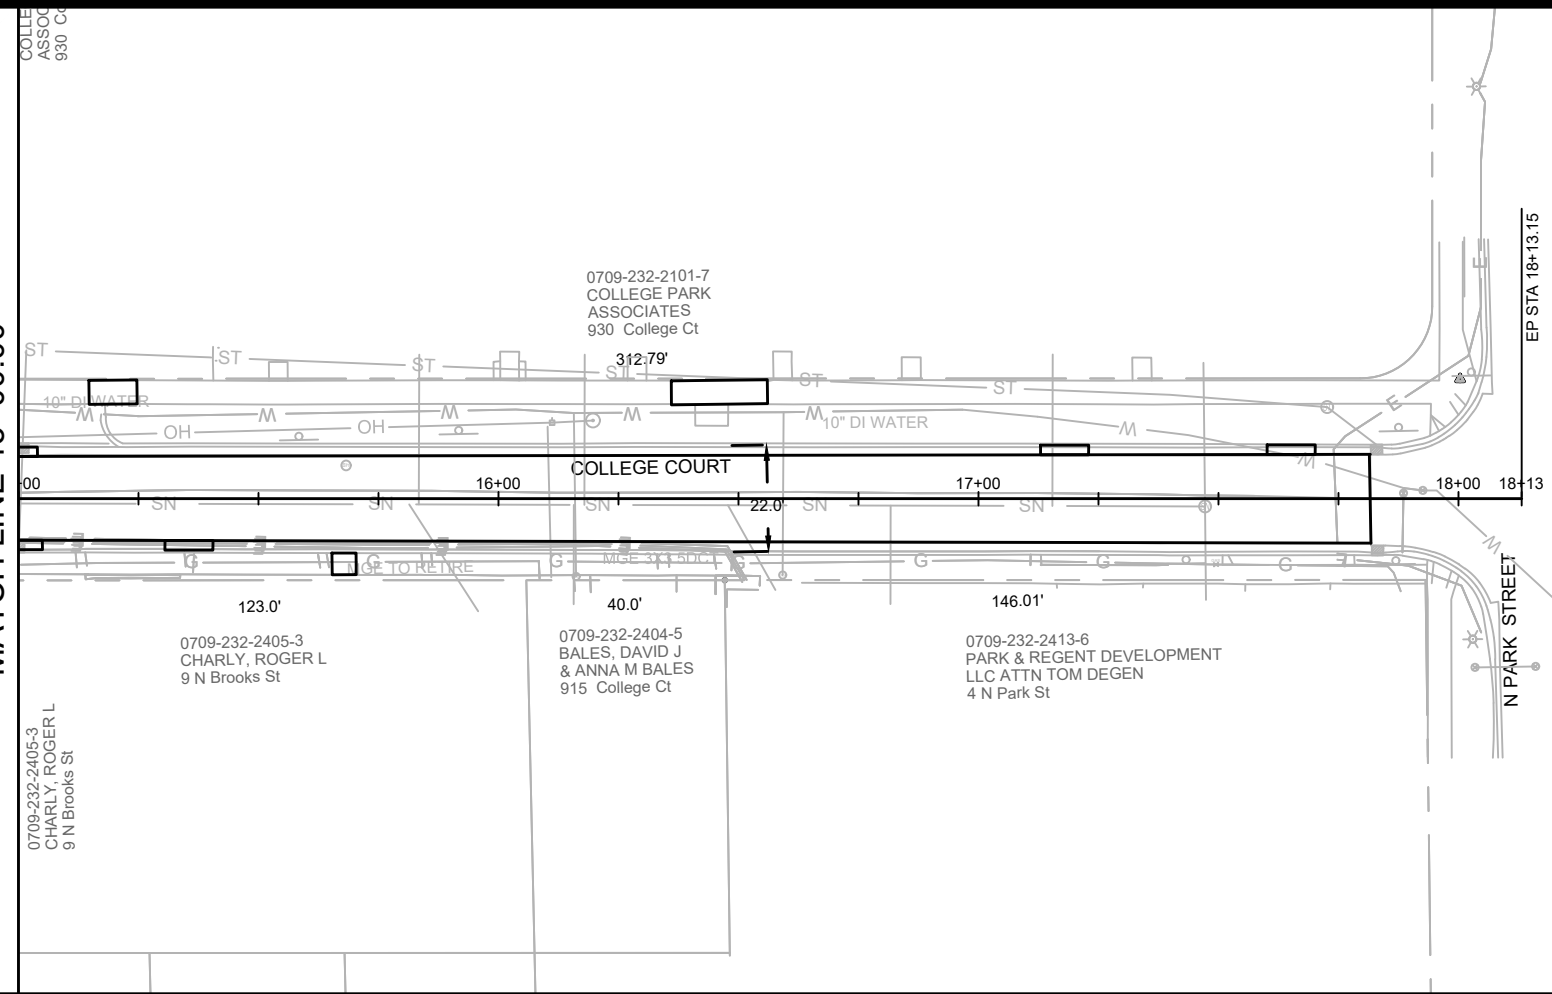 COLLE
ASSOC
930 Co
EP STA 18+13.15
0709-232-2101-7
COLLEGE PARK
ASSOCIATES
930 College Ct
312.79'
ST
ST
ST
ST
ST
ST
10" DI WATER
W
W
W
W
W
10" DI WATER
W
E
E
OH
OH
COLLEGE COURT
W
00
16+00
17+00
18+00
18+13
SN
SN
SN
22.0'
SN
SN
W
G
G
G
MGE 3X1.5DC
G
G
G
G
MGE TO RETIRE
123.0'
40.0'
146.01'
0709-232-2405-3
CHARLY, ROGER L
9 N Brooks St
0709-232-2404-5
BALES, DAVID J
& ANNA M BALES
915 College Ct
0709-232-2413-6
PARK & REGENT DEVELOPMENT
LLC ATTN TOM DEGEN
4 N Park St
N PARK STREET
0709-232-2405-3
CHARLY, ROGER L
9 N Brooks St